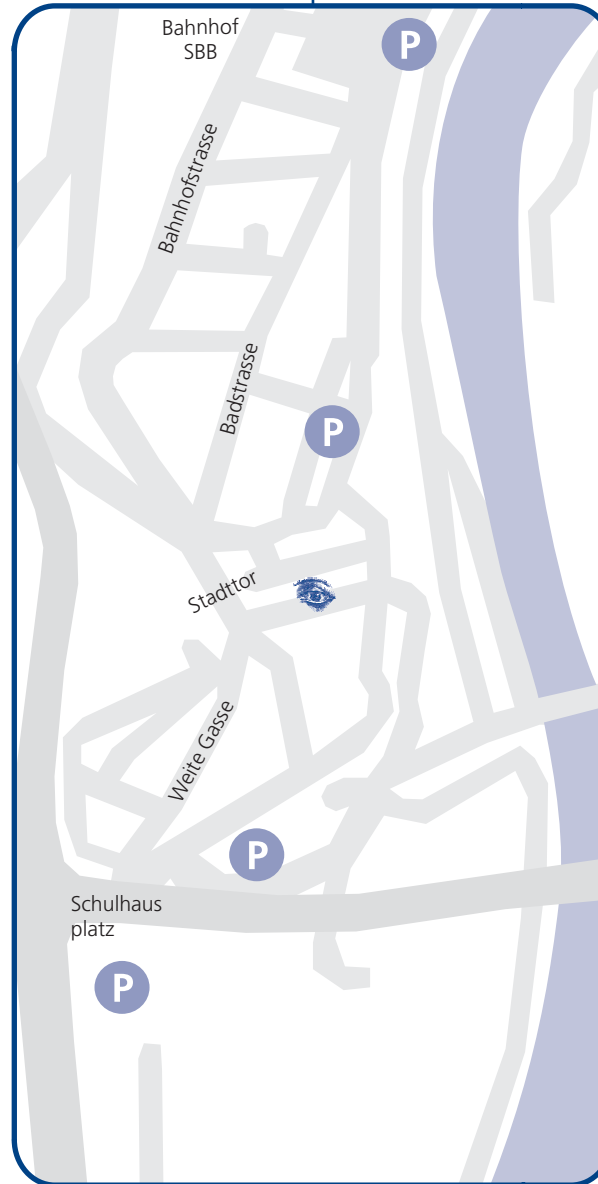 Bahnhof
SBB
P
Bahnhofstrasse
Badstrasse
P
Stadttor
Weite Gasse
P
Schulhaus
platz
P